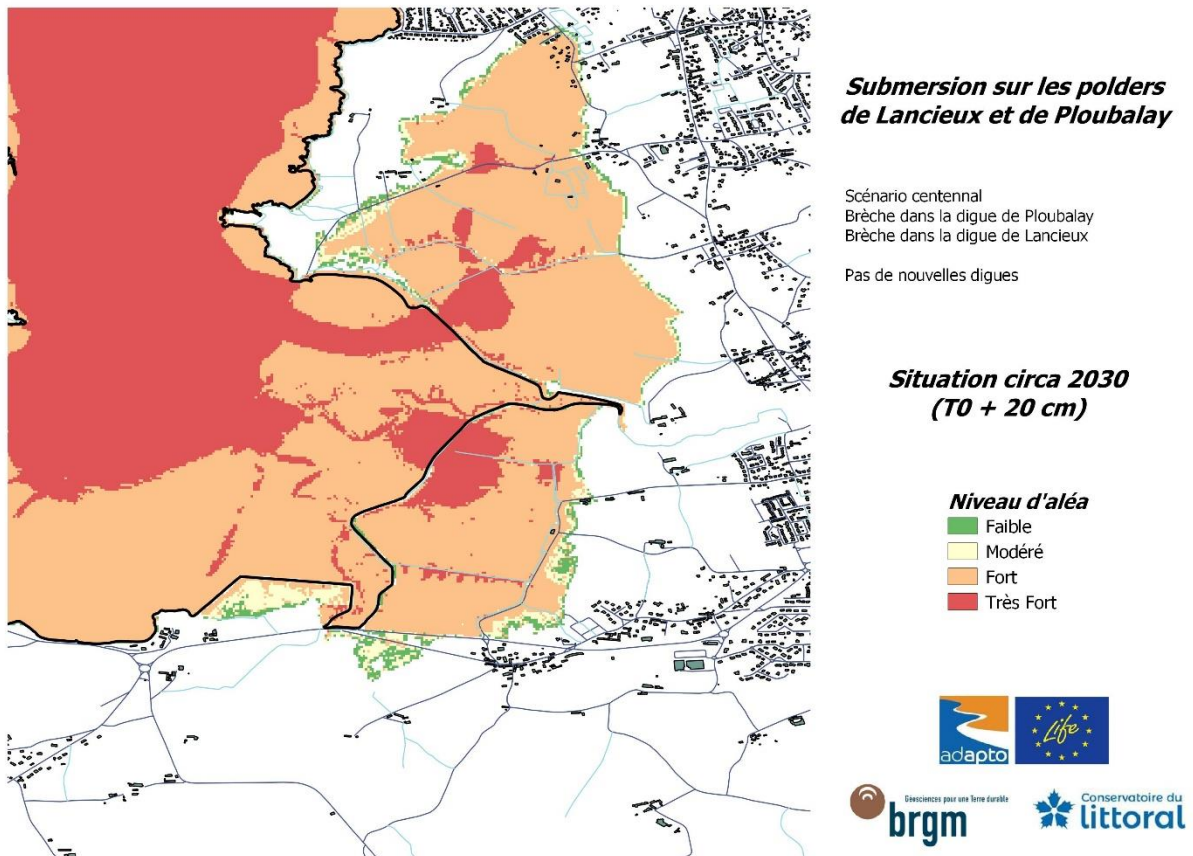 Submersion sur les polders
de Lancieux et de Ploubalay
Scénario centennal
Brèche dans la digue de Ploubalay
Brèche dans la digue de Lancieux
Pas de nouvelles digues
Situation circa 2030
(T0 + 20 cm)
Niveau d'aléa
Faible
Modéré
Fort
Très Fort
adapto
Life
Géosciences pour une Terre durable
brgm
Conservatoire du
littoral